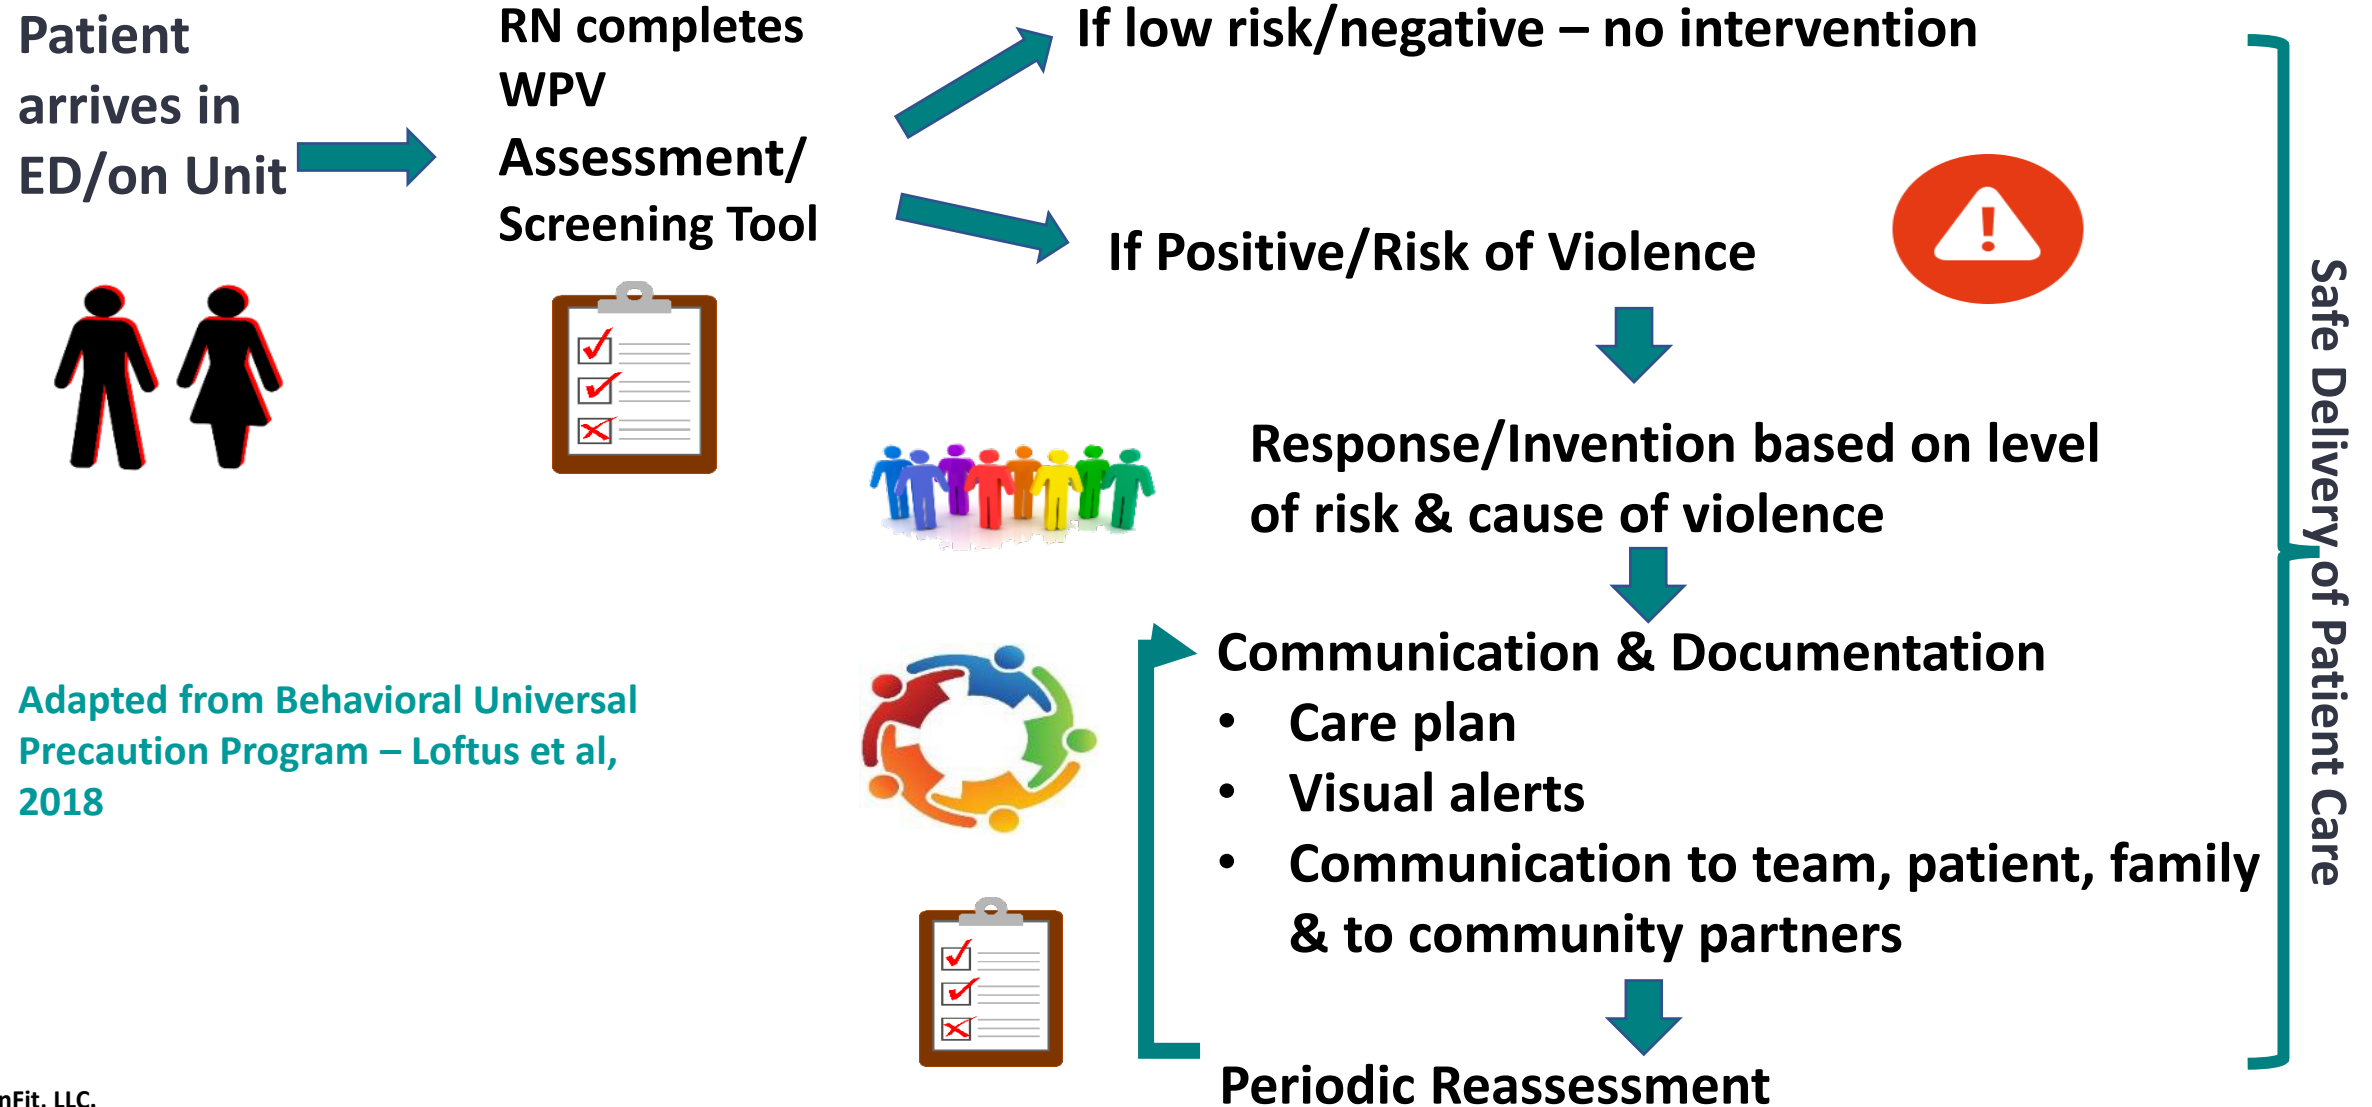 Patient
arrives in
ED/on Unit
RN completes
WPV
Assessment/
Screening Tool
If low risk/negative – no intervention
If Positive/Risk of Violence
!
Response/Invention based on level
of risk & cause of violence
Communication & Documentation
• Care plan
• Visual alerts
• Communication to team, patient, family
& to community partners
Periodic Reassessment
Safe Delivery of Patient Care
Adapted from Behavioral Universal
Precaution Program – Loftus et al,
2018
LLC.